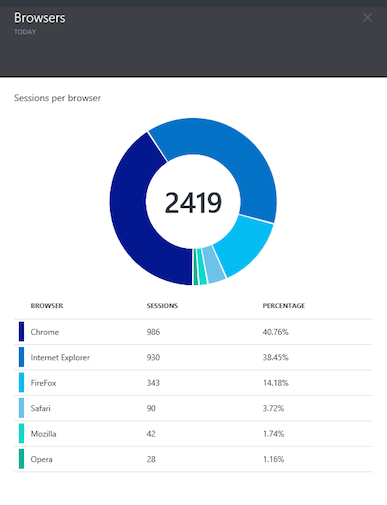 Browsers
TODAY
Sessions per browser
2419
BROWSER SESSIONS PERCENTAGE
Chrome 986 40.76%
Internet Explorer 930 38.45%
FireFox 343 14.18%
Safari 90 3.72%
Mozilla 42 1.74%
Opera 28 1.16%